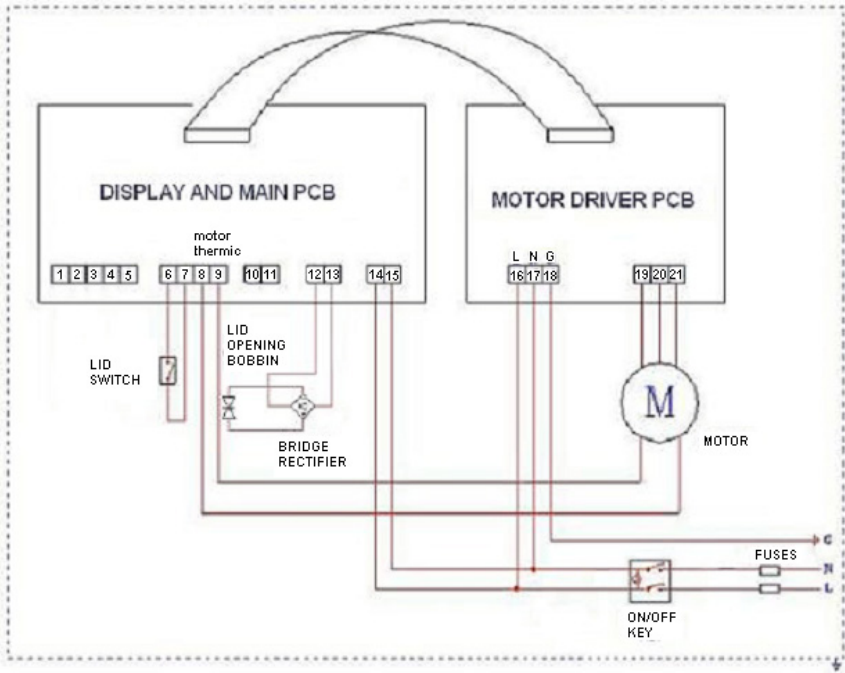 DISPLAY AND MAIN PCB
MOTOR DRIVER PCB
motor
thermic
L N G
1 2 3 4 5
6 7 8 9
10 11
12 13
14 15
16 17 18
19 20 21
LID
OPENING
BOBBIN
LID
SWITCH
BRIDGE
RECTIFIER
M
MOTOR
G
FUSES
N
L
ON/OFF
KEY